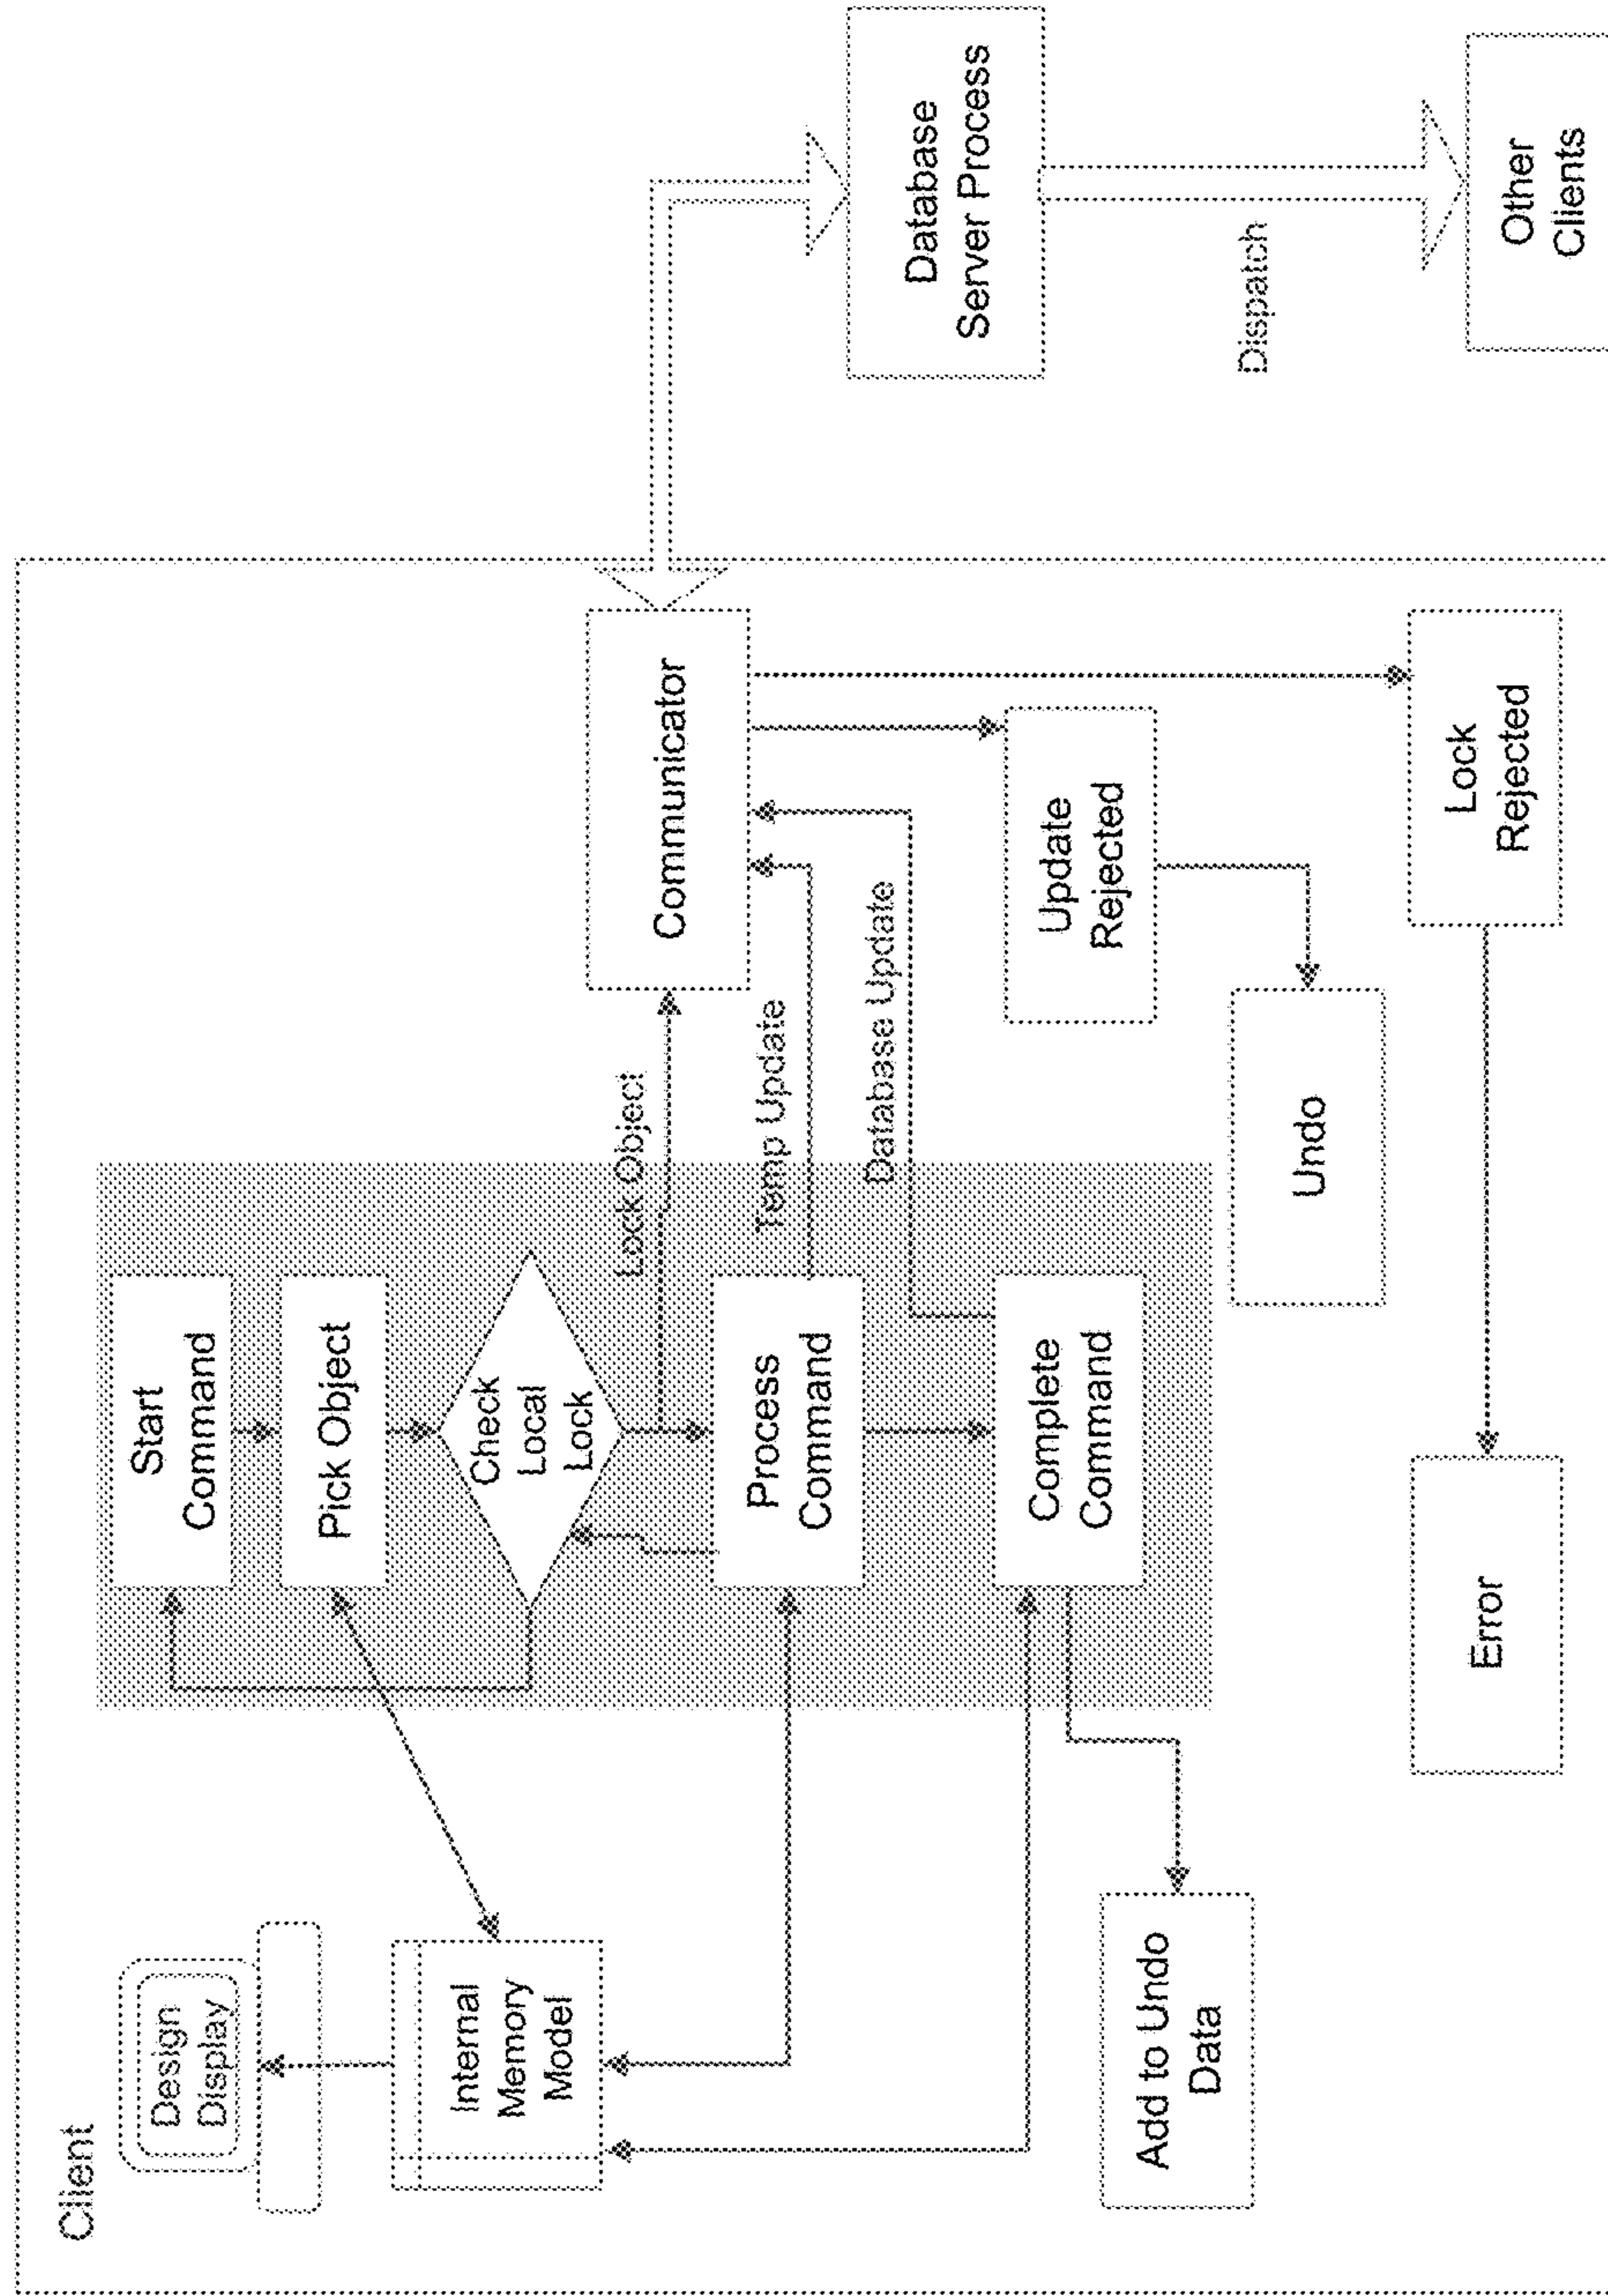 Client
Design
Display
Internal
Memory
Model
Add to Undo
Data
Start
Command
Pick Object
Check
Local
Lock
Process
Command
Complete
Command
Lock Object
Temp Update
Database Update
Communicator
Update
Rejected
Undo
Lock
Rejected
Error
Database
Server Process
Dispatch
Other
Clients